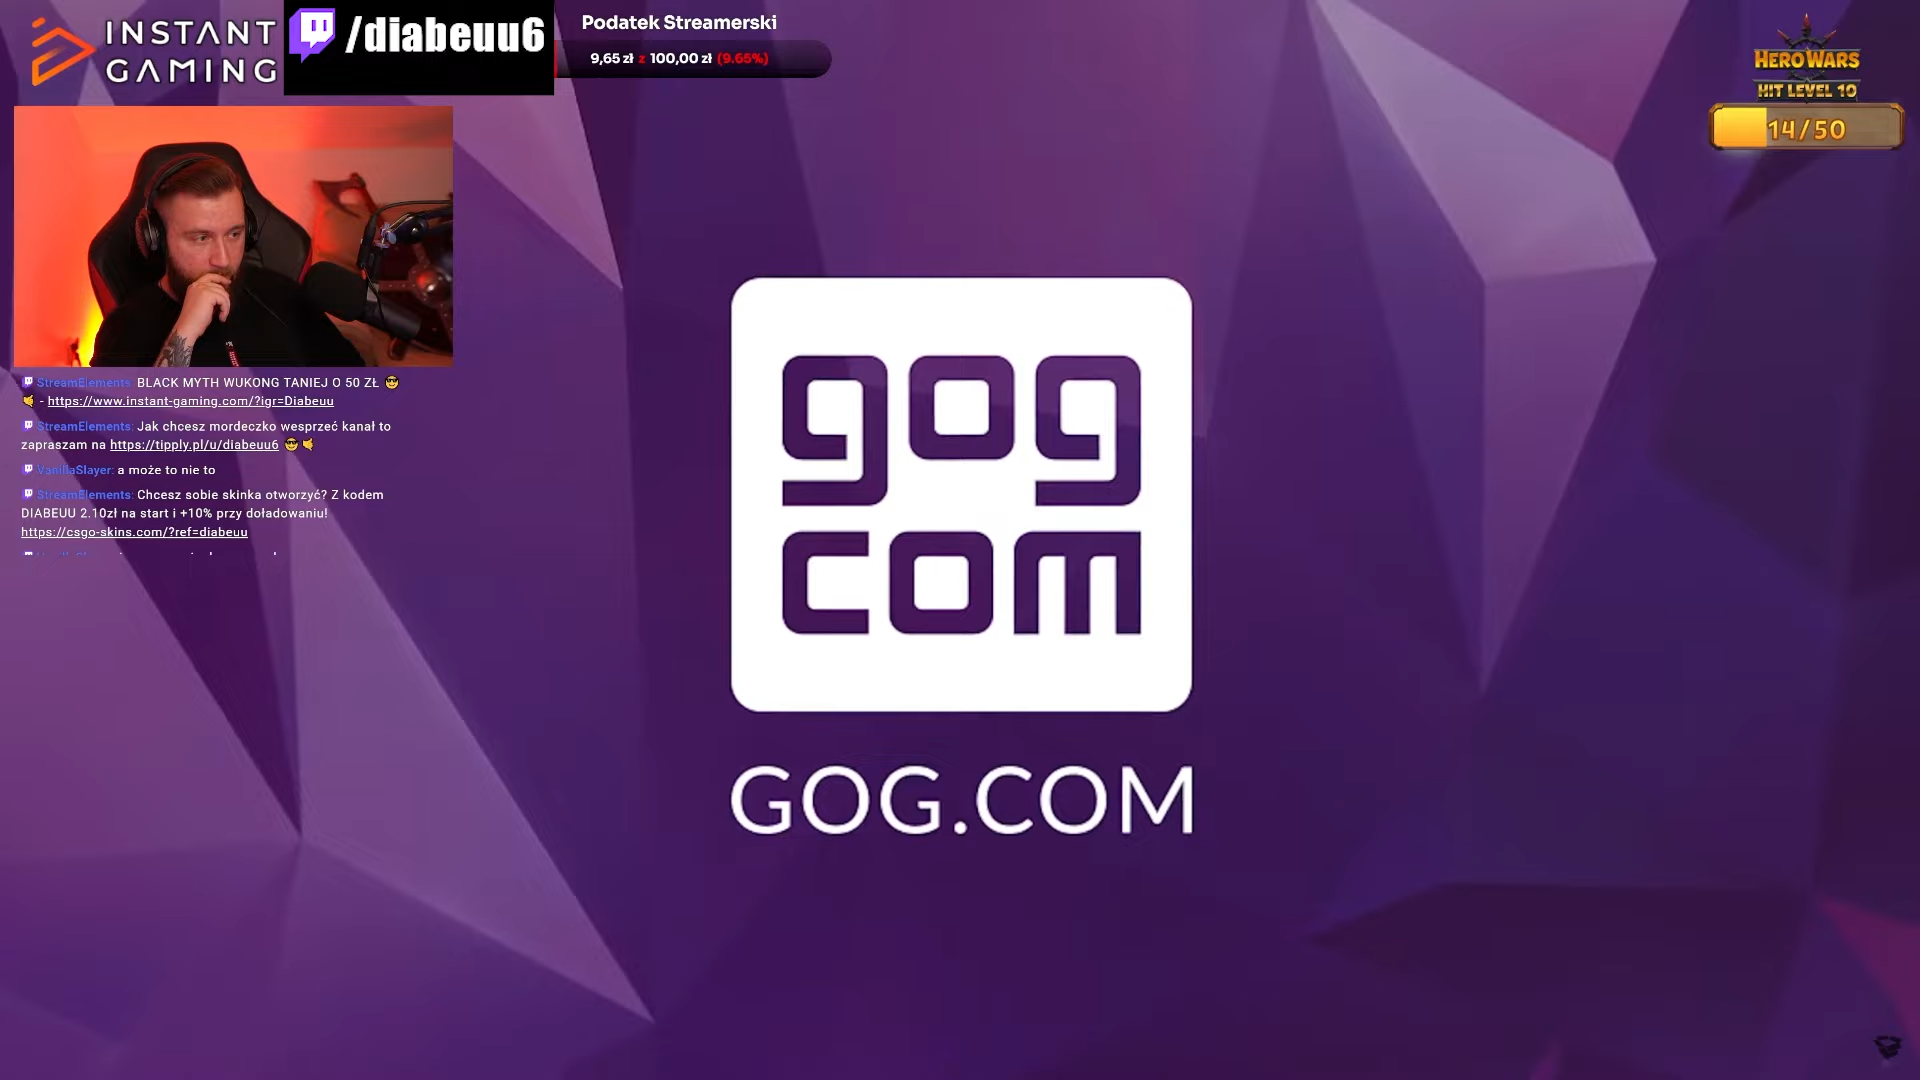 INSTANT
GAMING
/diabeuu6
Podatek Streamerski
9,65 zł z 100,00 zł (9.65%)
HERO WARS
HIT LEVEL 10
14/50
StreamElements: BLACK MYTH WUKONG TANIEJ O 50 ZŁ 😎
🤙 - https://www.instant-gaming.com/?igr=Diabeuu
StreamElements: Jak chcesz mordeczko wesprzeć kanał to
zapraszam na https://tipply.pl/u/diabeuu6 😎 🤙
VanillaSlayer: a może to nie to
StreamElements: Chcesz sobie skinka otworzyć? Z kodem
DIABEUU 2.10zł na start i +10% przy doładowaniu!
https://csgo-skins.com/?ref=diabeuu
gog
com
GOG.COM